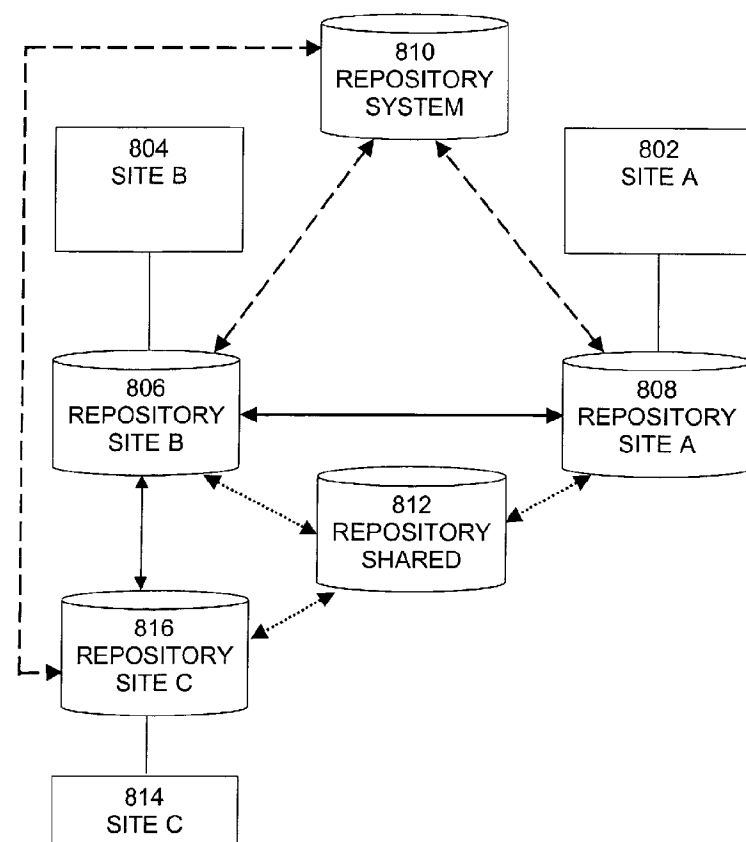 810
REPOSITORY
SYSTEM
804
SITE B
802
SITE A
806
REPOSITORY
SITE B
808
REPOSITORY
SITE A
812
REPOSITORY
SHARED
816
REPOSITORY
SITE C
814
SITE C